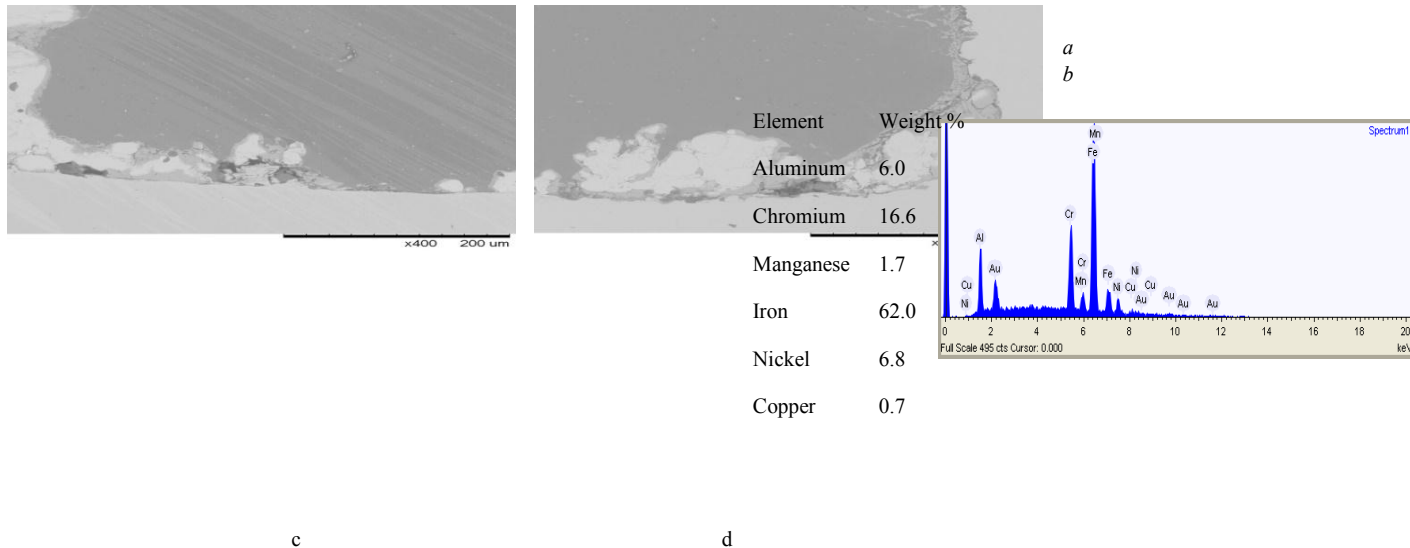 x400 200 um
x
a
b
Element Weight %
Aluminum 6.0
Chromium 16.6
Manganese 1.7
Iron 62.0
Nickel 6.8
Copper 0.7
Spectrum1
Mn
Fe
Cr
Al
Au
Cr
Mn
Fe
Ni
Ni
Cu
Cu
Au
Au
Au
Au
Cu
Ni
0 2 4 6 8 10 12 14 16 18 20
Full Scale 495 cts Cursor: 0.000 keV
c d